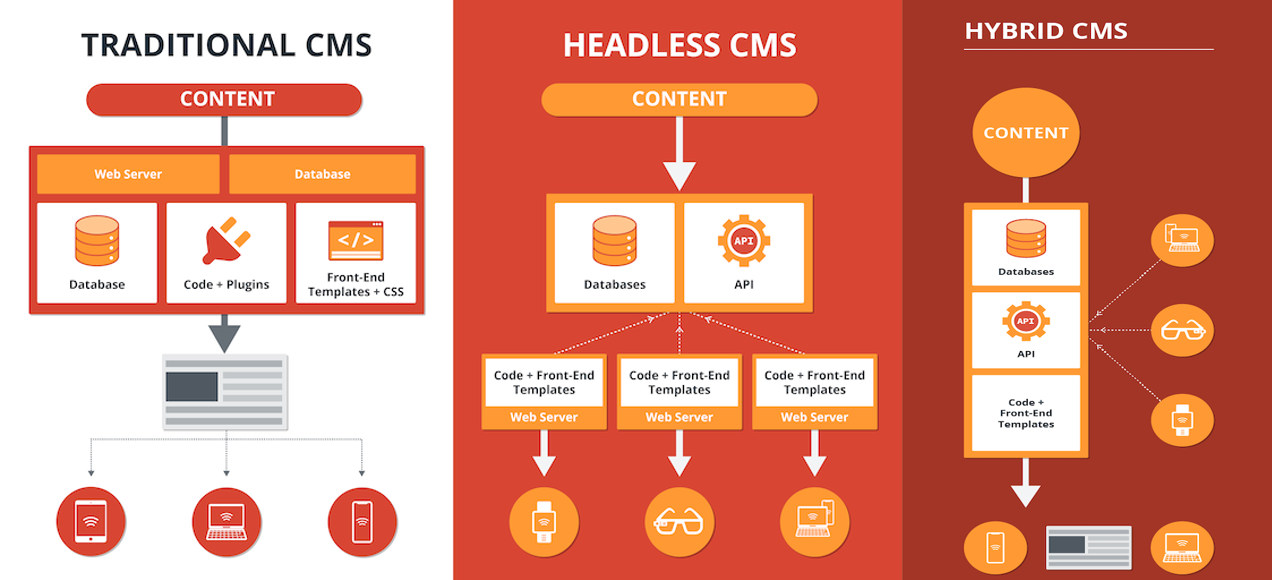 TRADITIONAL CMS
CONTENT
Web Server
Database
Database
Code + Plugins
Front-End
Templates + CSS
HEADLESS CMS
CONTENT
Databases
API
API
Code + Front-End
Templates
Web Server
Code + Front-End
Templates
Web Server
Code + Front-End
Templates
Web Server
HYBRID CMS
CONTENT
Databases
API
API
Code +
Front-End
Templates